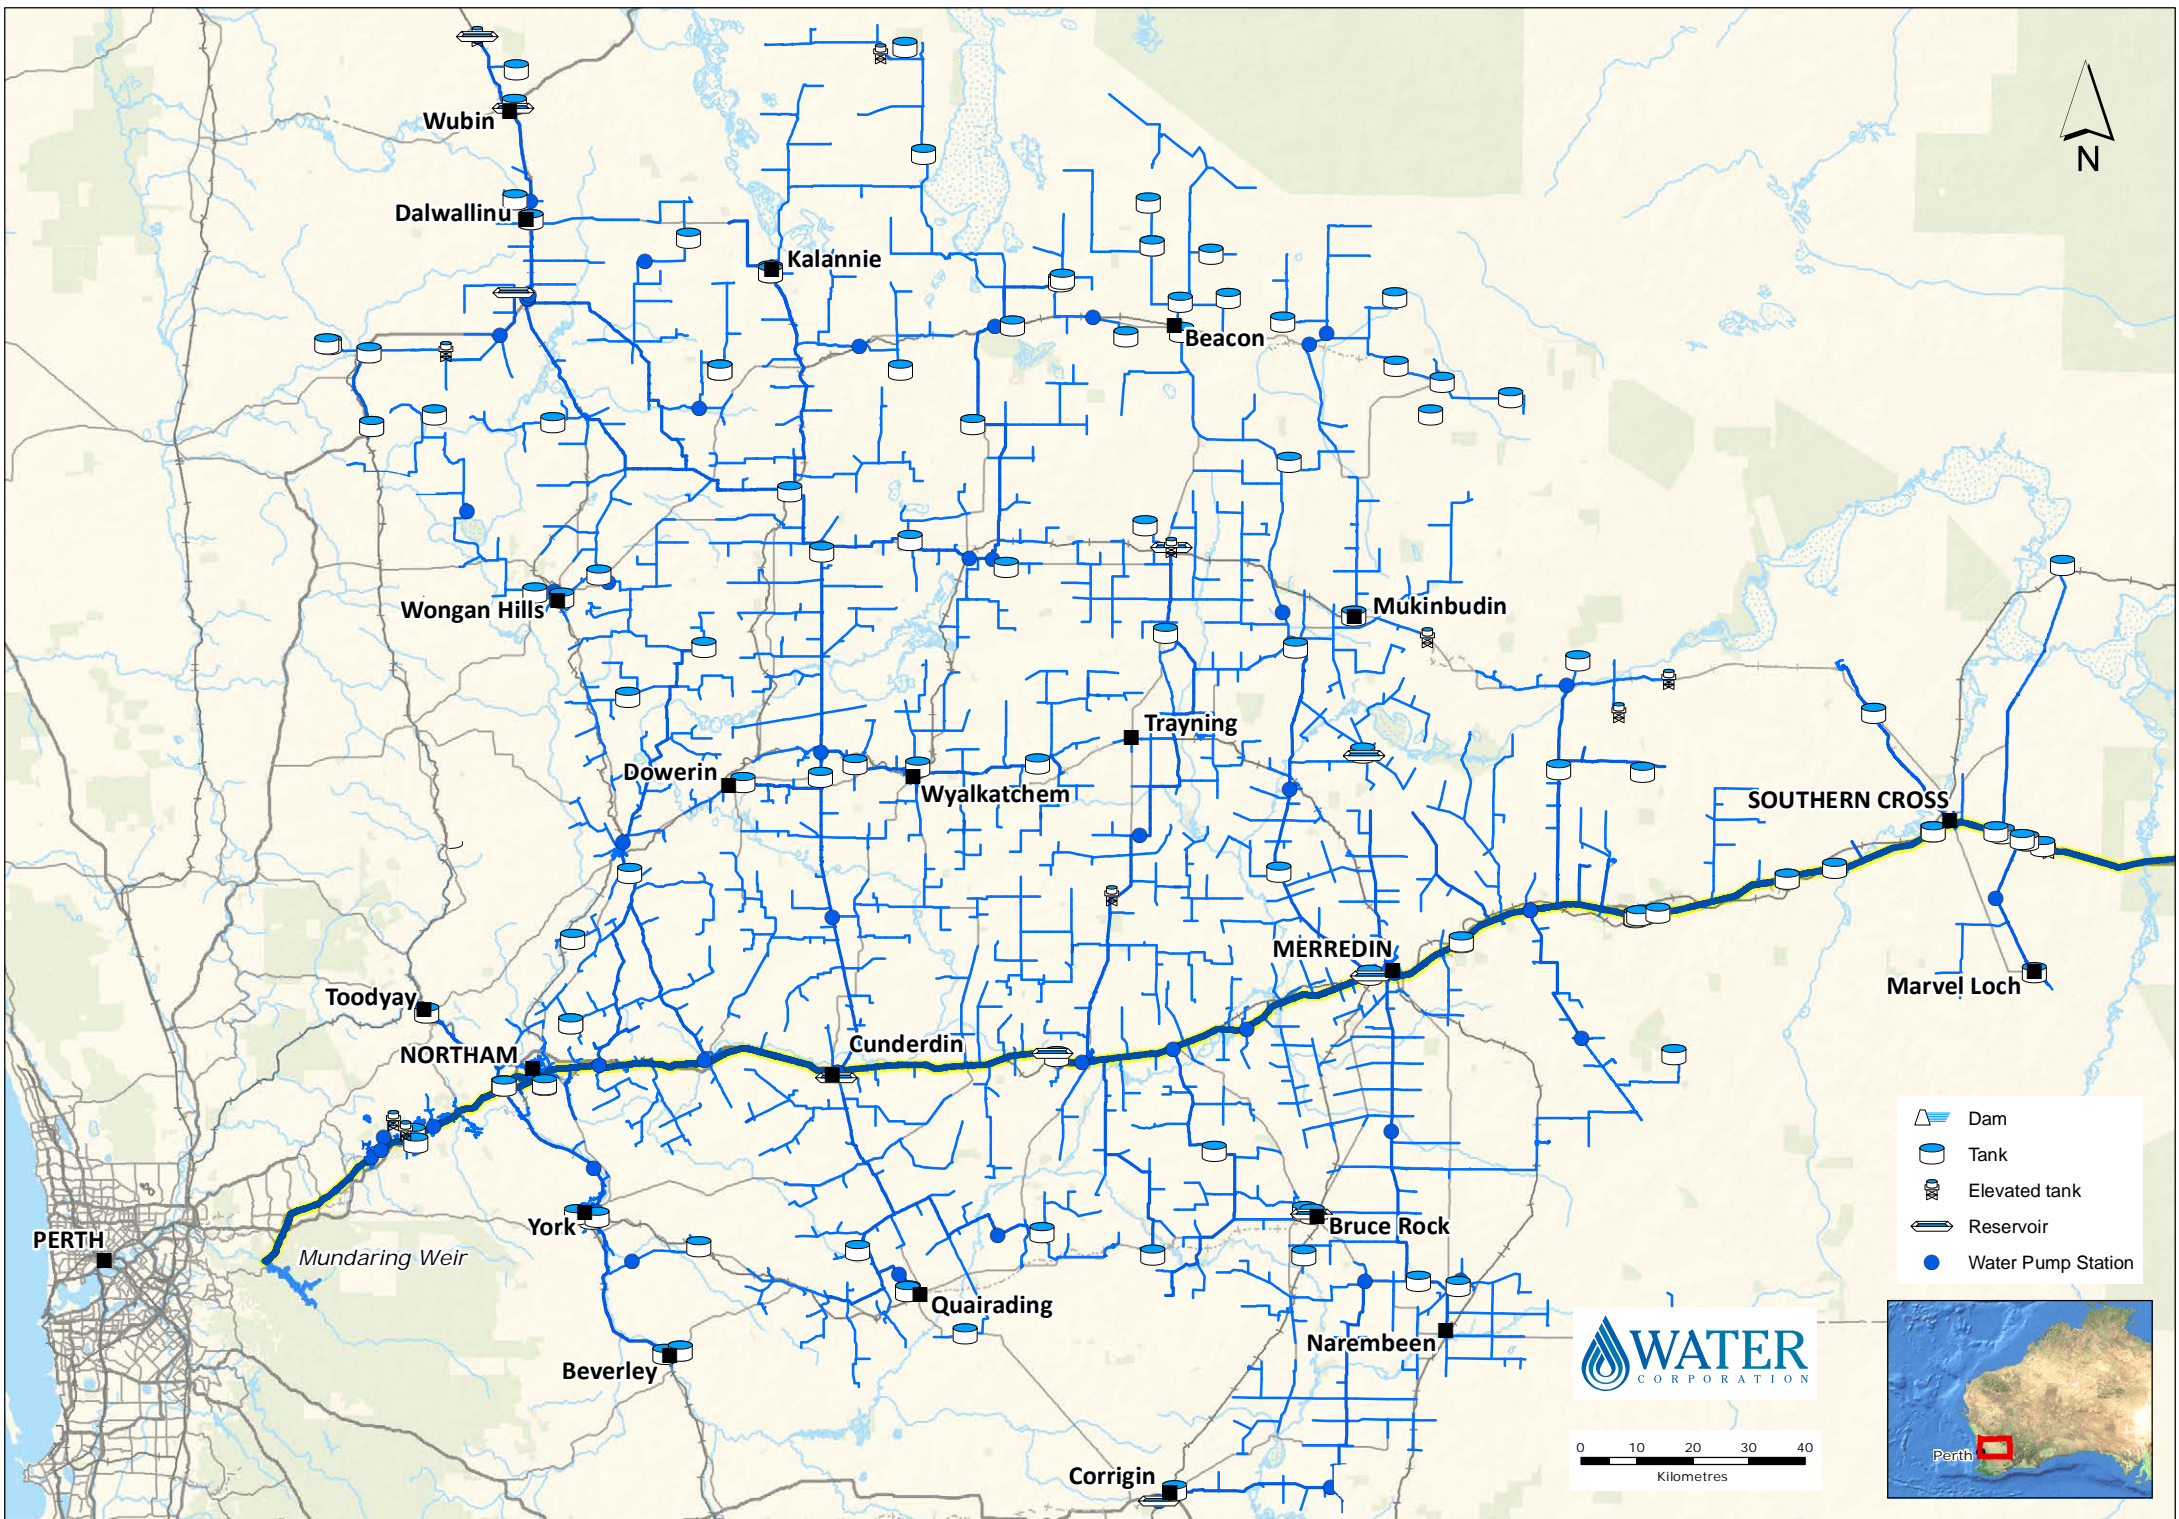 Wubin
N
Dalwallinu
Kalannie
Beacon
Wongan Hills
Mukinbudin
Trayning
Dowerin
Wyalkatchem
SOUTHERN CROSS
MERREDIN
Marvel Loch
Toodyay
Cunderdin
NORTHAM
Dam
Tank
Elevated tank
Reservoir
Water Pump Station
York
Bruce Rock
PERTH
Mundaring Weir
Quairading
Narembeen
Beverley
WATER
CORPORATION
0 10 20 30 40
Kilometres
Perth
Corrigin